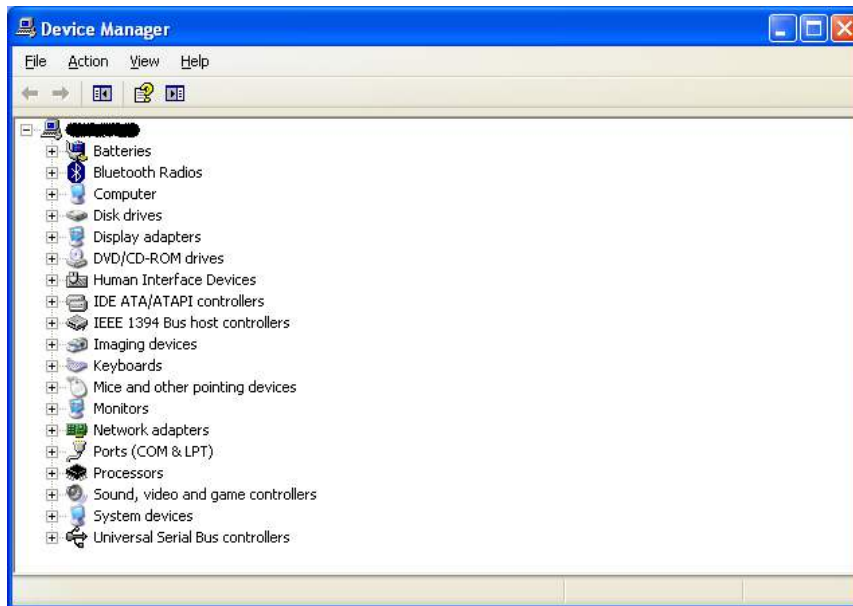 Device Manager
File Action View Help
Batteries
Bluetooth Radios
Computer
Disk drives
Display adapters
DVD/CD-ROM drives
Human Interface Devices
IDE ATA/ATAPI controllers
IEEE 1394 Bus host controllers
Imaging devices
Keyboards
Mice and other pointing devices
Monitors
Network adapters
Ports (COM & LPT)
Processors
Sound, video and game controllers
System devices
Universal Serial Bus controllers